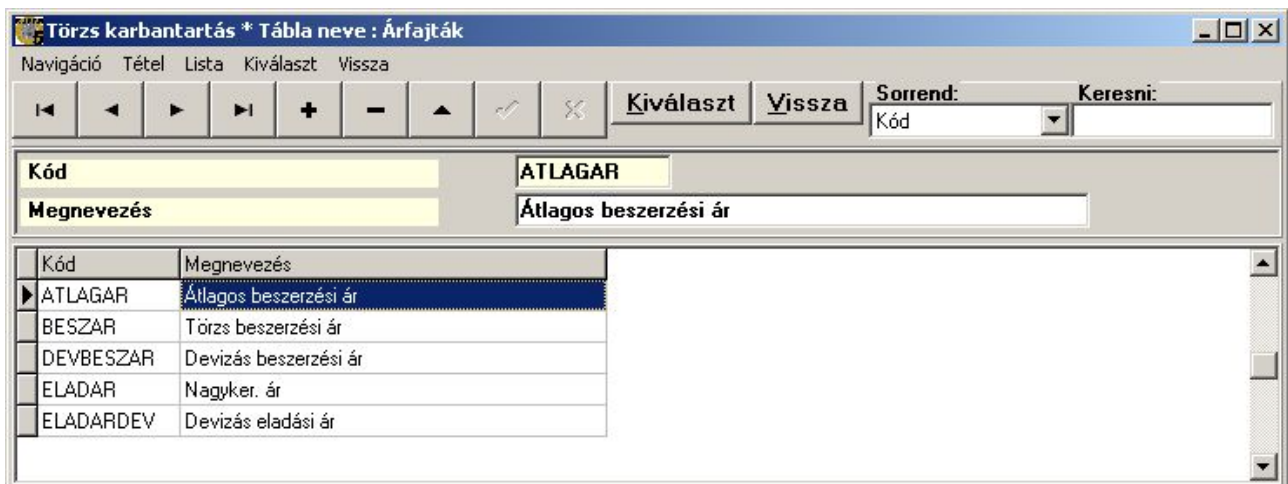 Törzs karbantartás * Tábla neve : Árfajták
Navigáció Tétel Lista Kiválaszt Vissza
Kiválaszt Vissza Sorrend: Keresni:
Kód
Kód ATLAGAR
Megnevezés Átlagos beszerzési ár
Kód Megnevezés
ATLAGAR Átlagos beszerzési ár
BESZAR Törzs beszerzési ár
DEVBESZAR Devizás beszerzési ár
ELADAR Nagyker. ár
ELADARDEV Devizás eladási ár